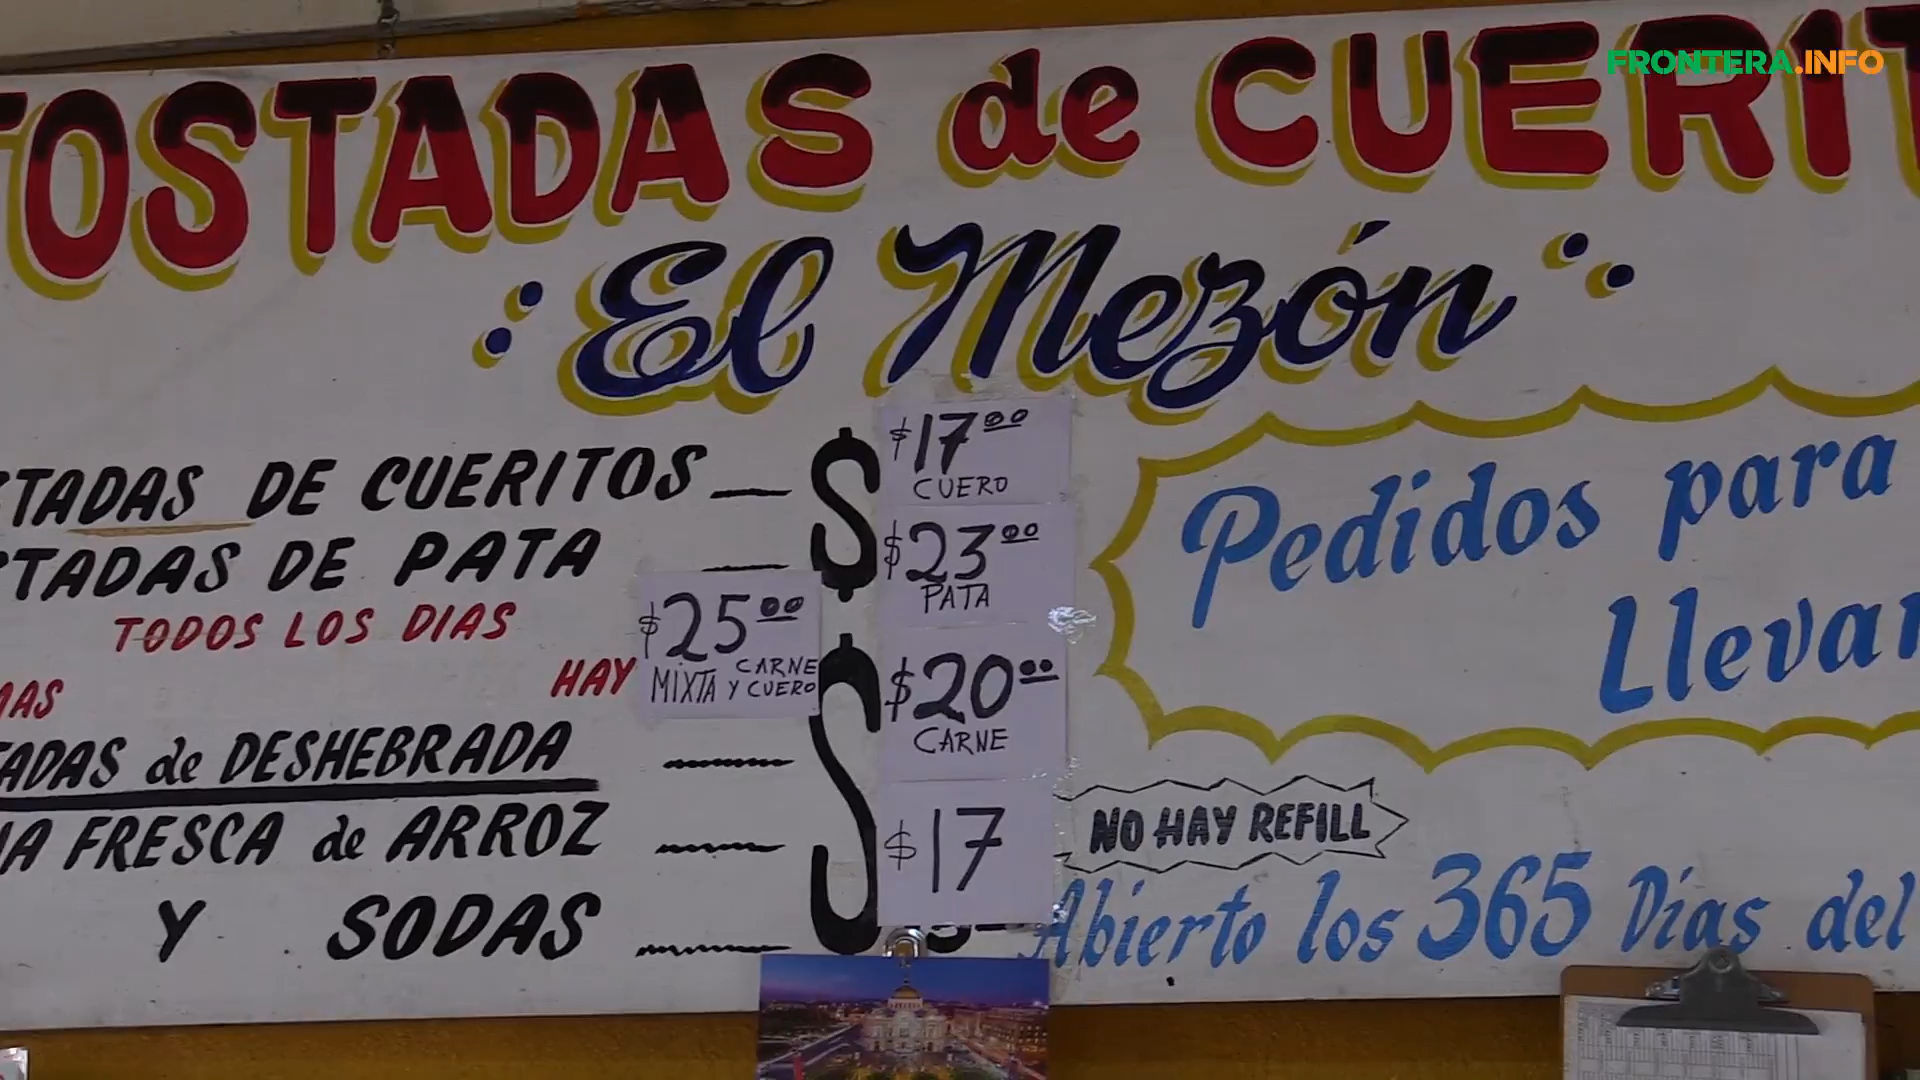 FRONTERA.INFO
TOSTADAS de CUERIT
El Mezón
TADAS DE CUERITOS $
$17.00
CUERO
TADAS DE PATA
$23.00
PATA
TODOS LOS DIAS
HAY
$25.00
MIXTA CARNE Y CUERO
MAS
ADAS de DESHEBRADA $
$20.00
CARNE
UA FRESCA de ARROZ
Y SODAS
$17
Pedidos para
Llevar
NO HAY REFILL
Abierto los 365 Días del